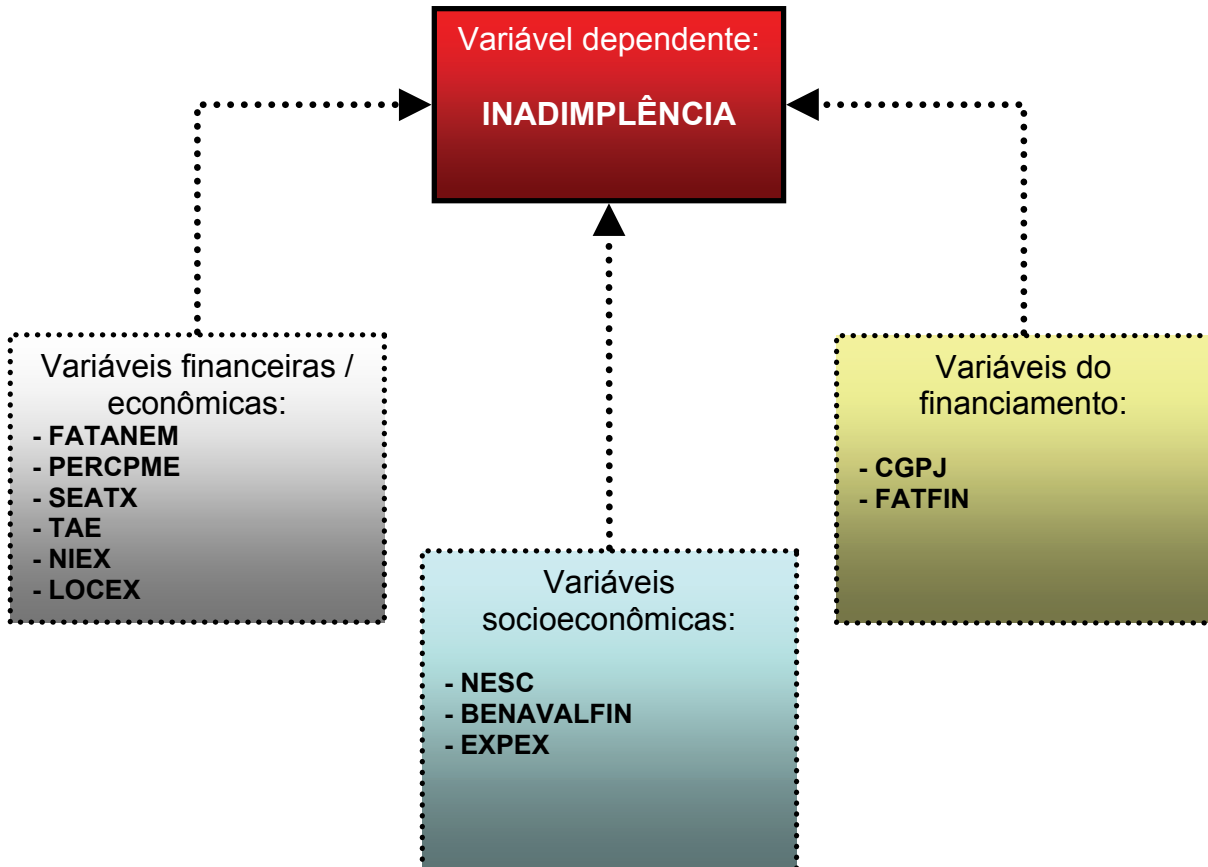 Variável dependente:
INADIMPLÊNCIA
Variáveis financeiras /
econômicas:
- FATANEM
- PERCPME
- SEATX
- TAE
- NIEX
- LOCEX
Variáveis
socioeconômicas:
- NESC
- BENAVALFIN
- EXPEX
Variáveis do
financiamento:
- CGPJ
- FATFIN